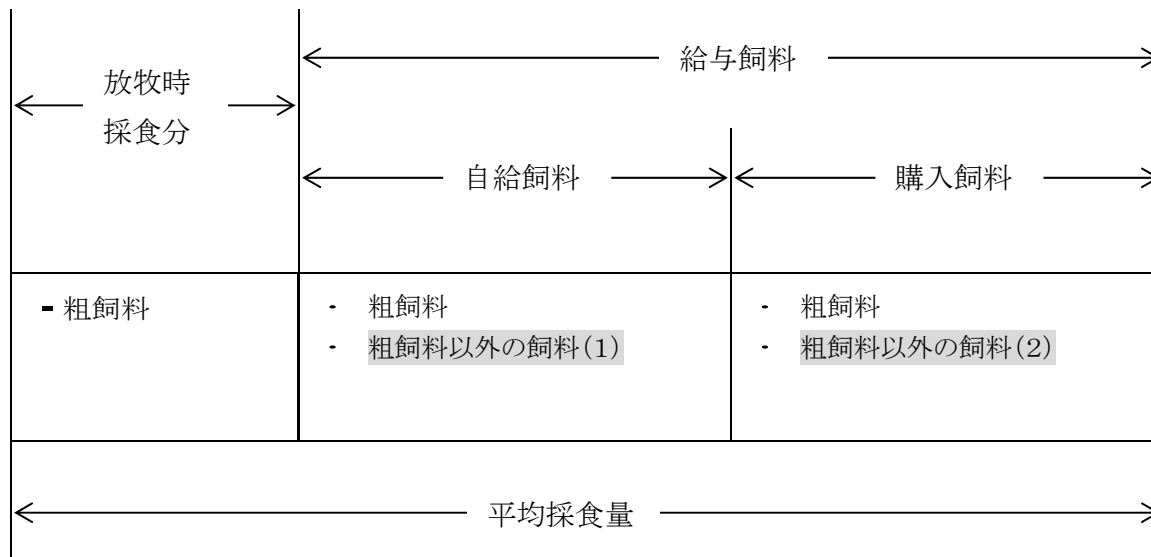 給与飼料
放牧時
採食分
自給飼料
購入飼料
- 粗飼料
- 粗飼料
- 粗飼料以外の飼料(1)
- 粗飼料
- 粗飼料以外の飼料(2)
平均採食量